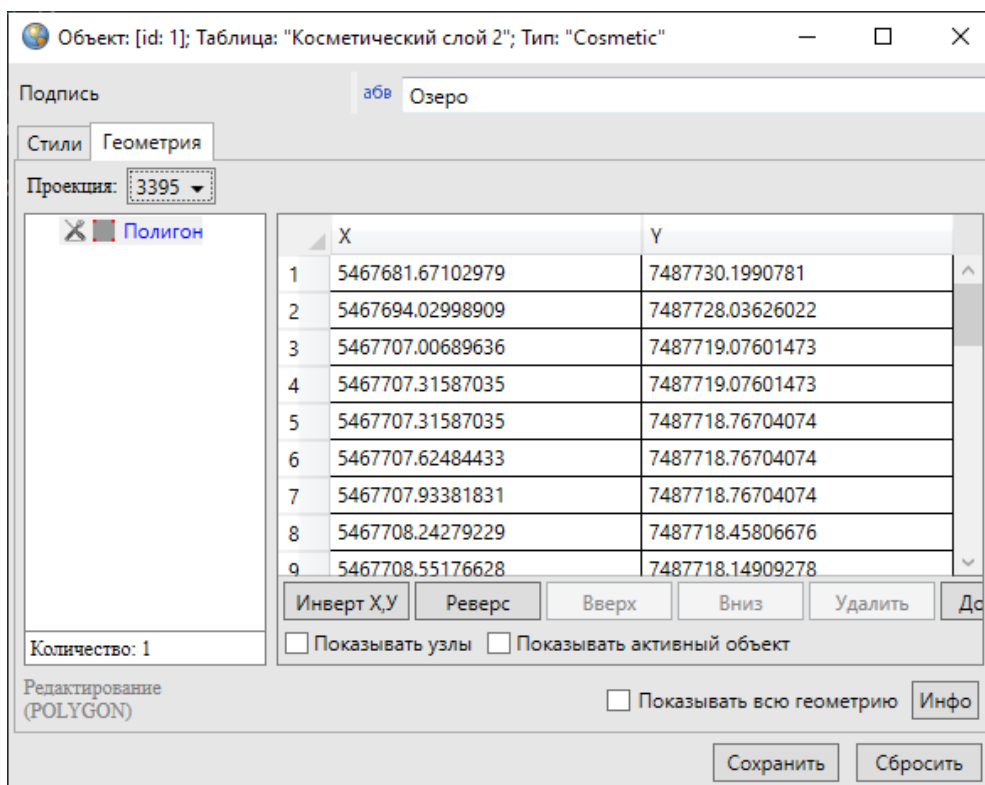 Объект: [id: 1]; Таблица: "Косметический слой 2"; Тип: "Cosmetic"
Подпись абв Озеро
Стили Геометрия
Проекция: 3395
Полигон
X Y
1 5467681.67102979 7487730.1990781
2 5467694.02998909 7487728.03626022
3 5467707.00689636 7487719.07601473
4 5467707.31587035 7487719.07601473
5 5467707.31587035 7487718.76704074
6 5467707.62484433 7487718.76704074
7 5467707.93381831 7487718.76704074
8 5467708.24279229 7487718.45806676
9 5467708.55176628 7487718.14909278
Инверт X,У Реверс Вверх Вниз Удалить До
Показывать узлы Показывать активный объект
Количество: 1
Редактирование
(POLYGON)
Показывать всю геометрию Инфо
Сохранить Сбросить